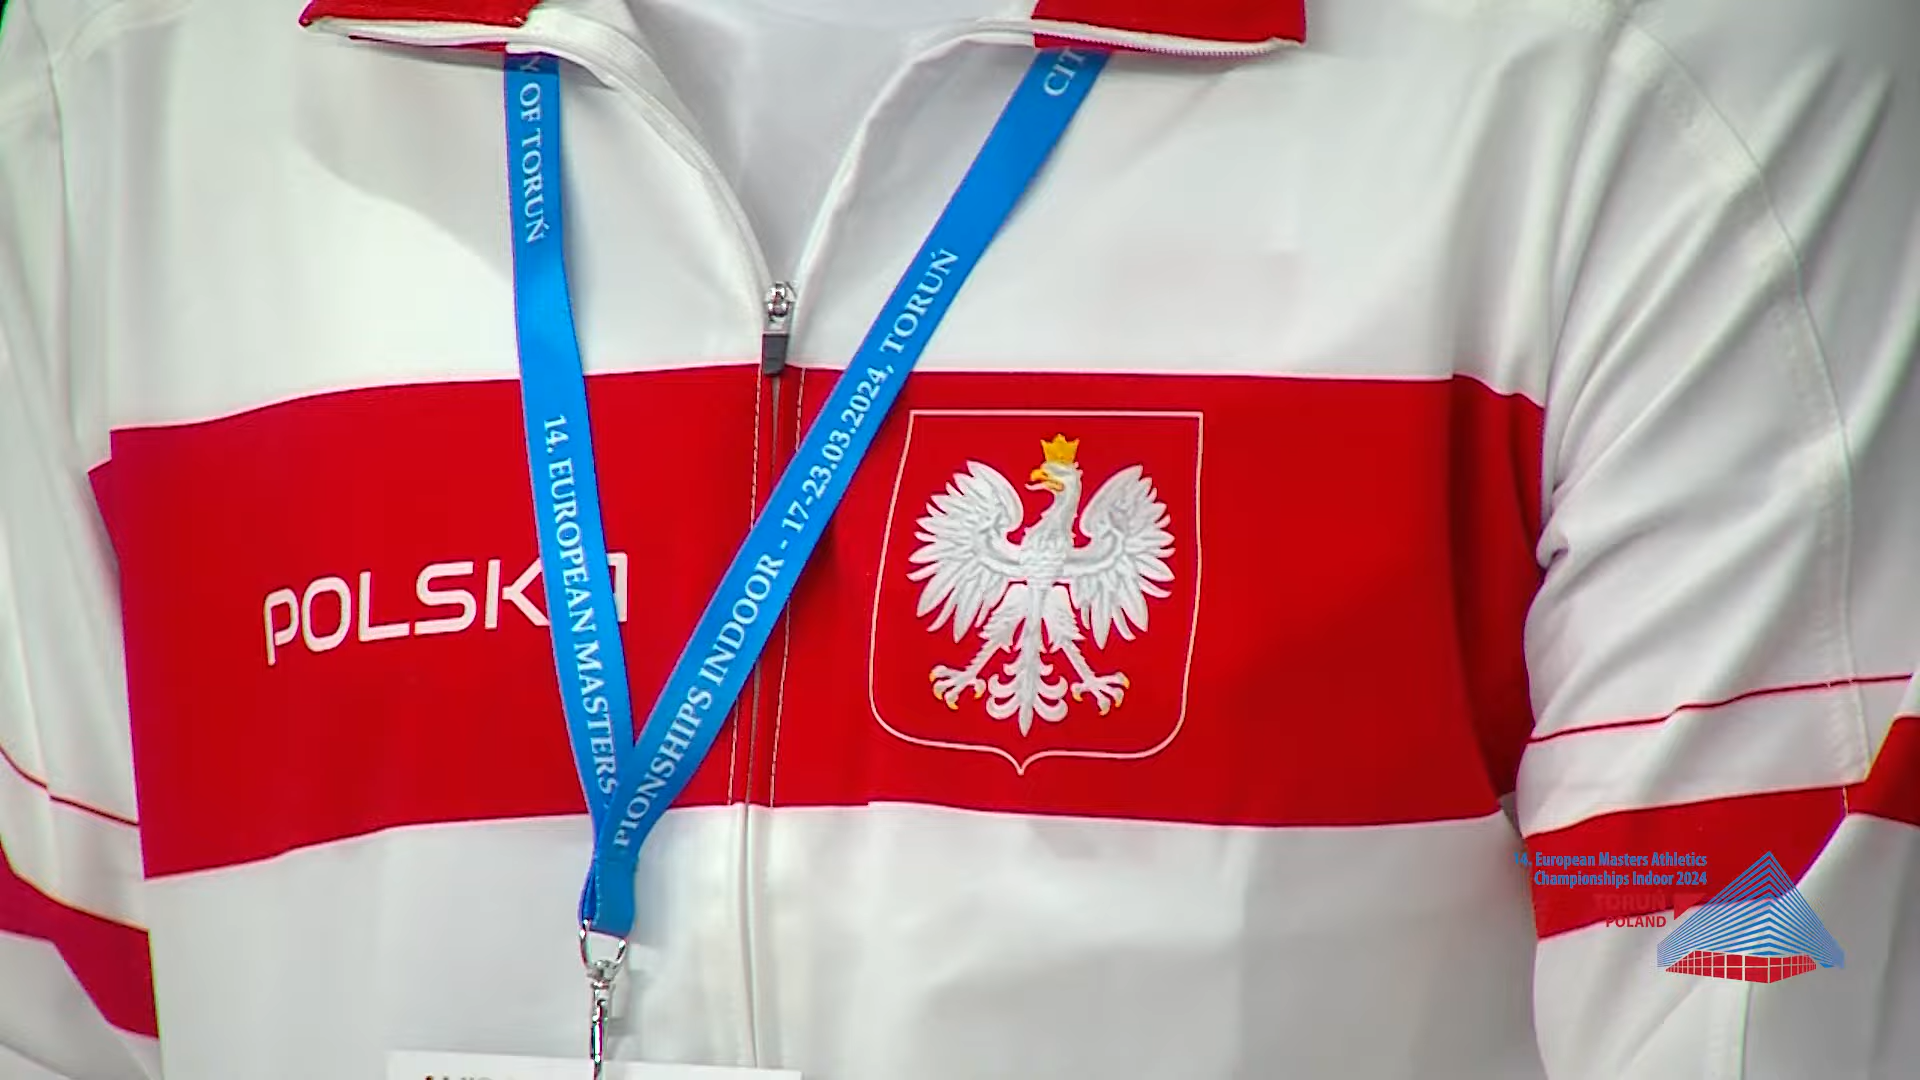 Y OF TORUŃ
CIT
14. EUROPEAN MASTERS
PIONSHIPS INDOOR - 17-23.03.2024, TORUŃ
POLSKA
14. European Masters Athletics
Championships Indoor 2024
TORUŃ
POLAND